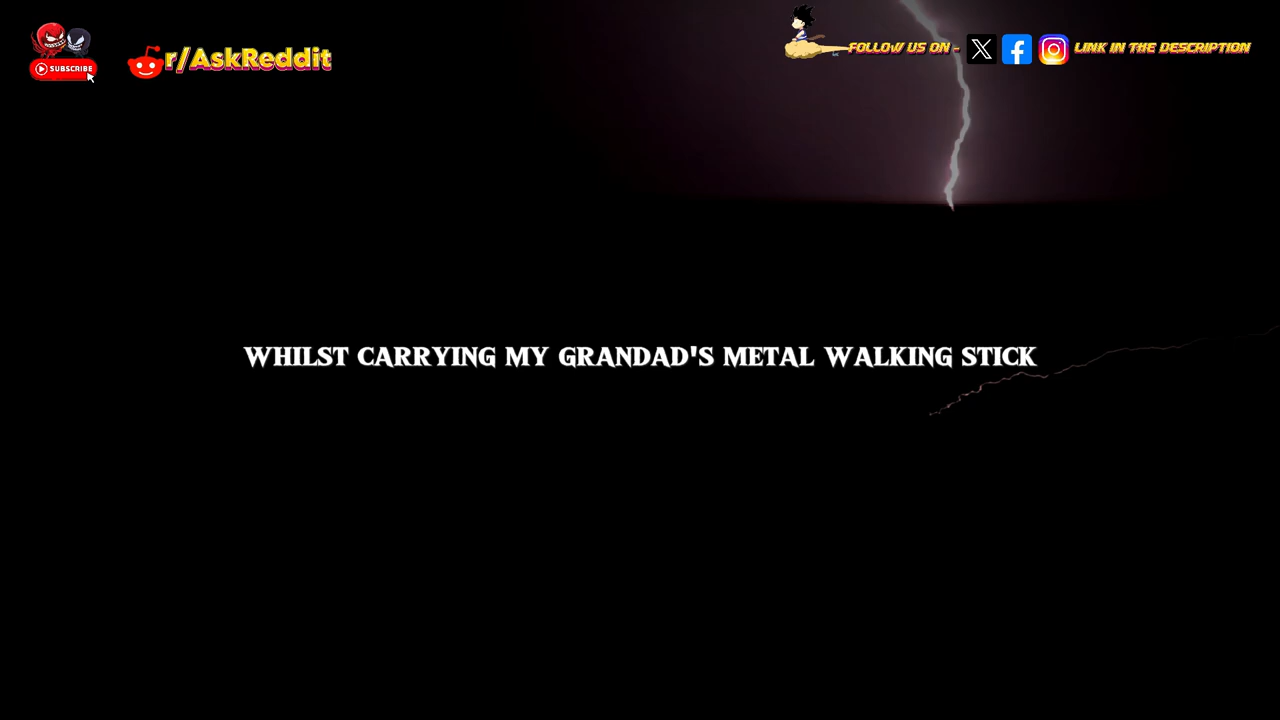 SUBSCRIBE
r/AskReddit
FOLLOW US ON -
LINK IN THE DESCRIPTION
WHILST CARRYING MY GRANDAD'S METAL WALKING STICK